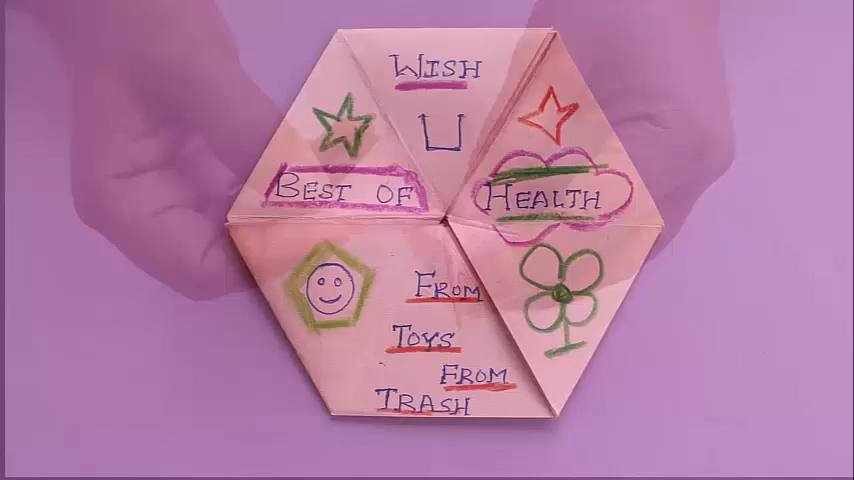 WISH
U
BEST OF
HEALTH
FROM
TOYS
FROM
TRASH